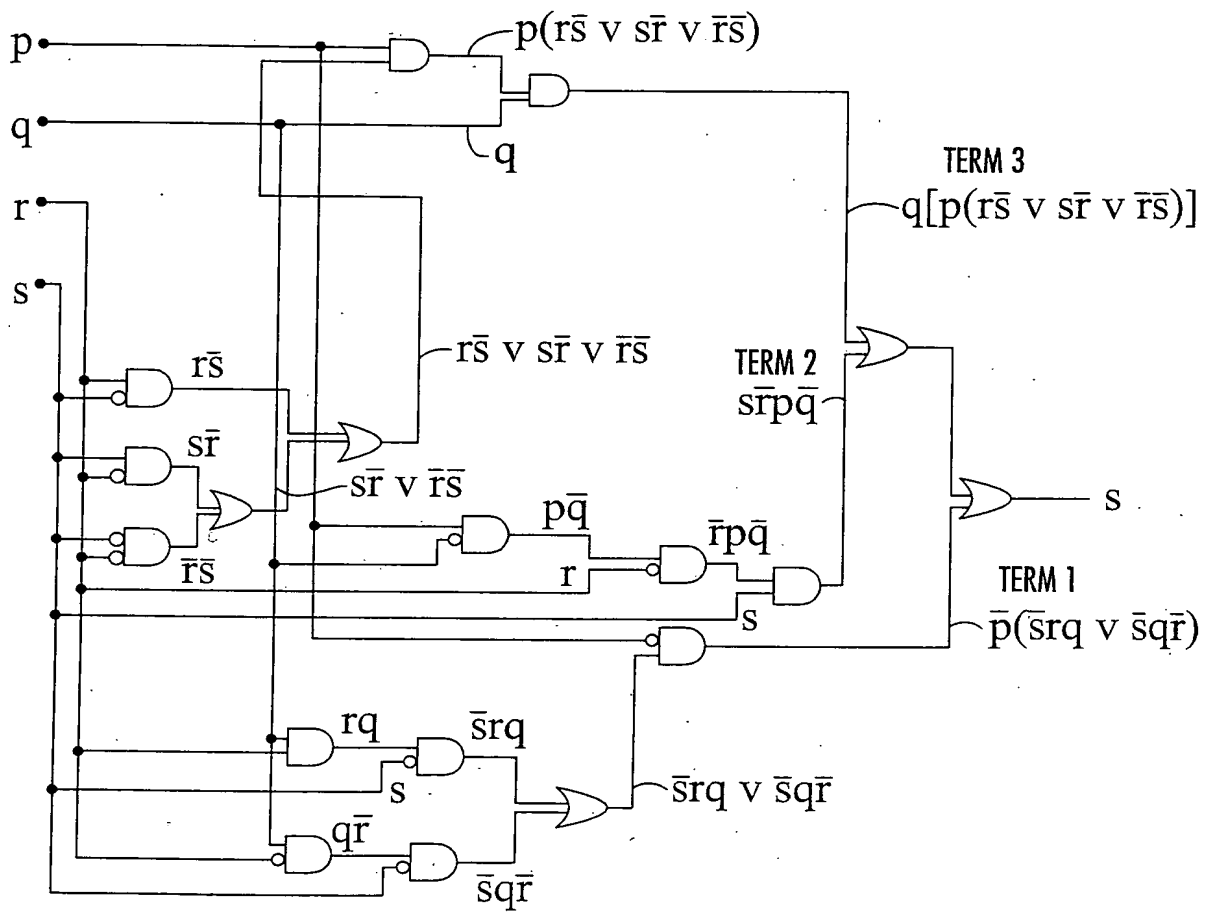 p
p(rs̄ v sr̄ v r̄s̄)
q
q
TERM 3
r
q[p(rs̄ v sr̄ v r̄s̄)]
s
rs̄ v sr̄ v r̄s̄
TERM 2
sr̄pq̄
rs̄
sr̄
sr̄ v r̄s̄
s
pq̄
r̄pq̄
r̄s̄
r
TERM 1
s
p̄(s̄rq v s̄qr̄)
rq
s̄rq
s
s̄rq v s̄qr̄
qr̄
s̄qr̄